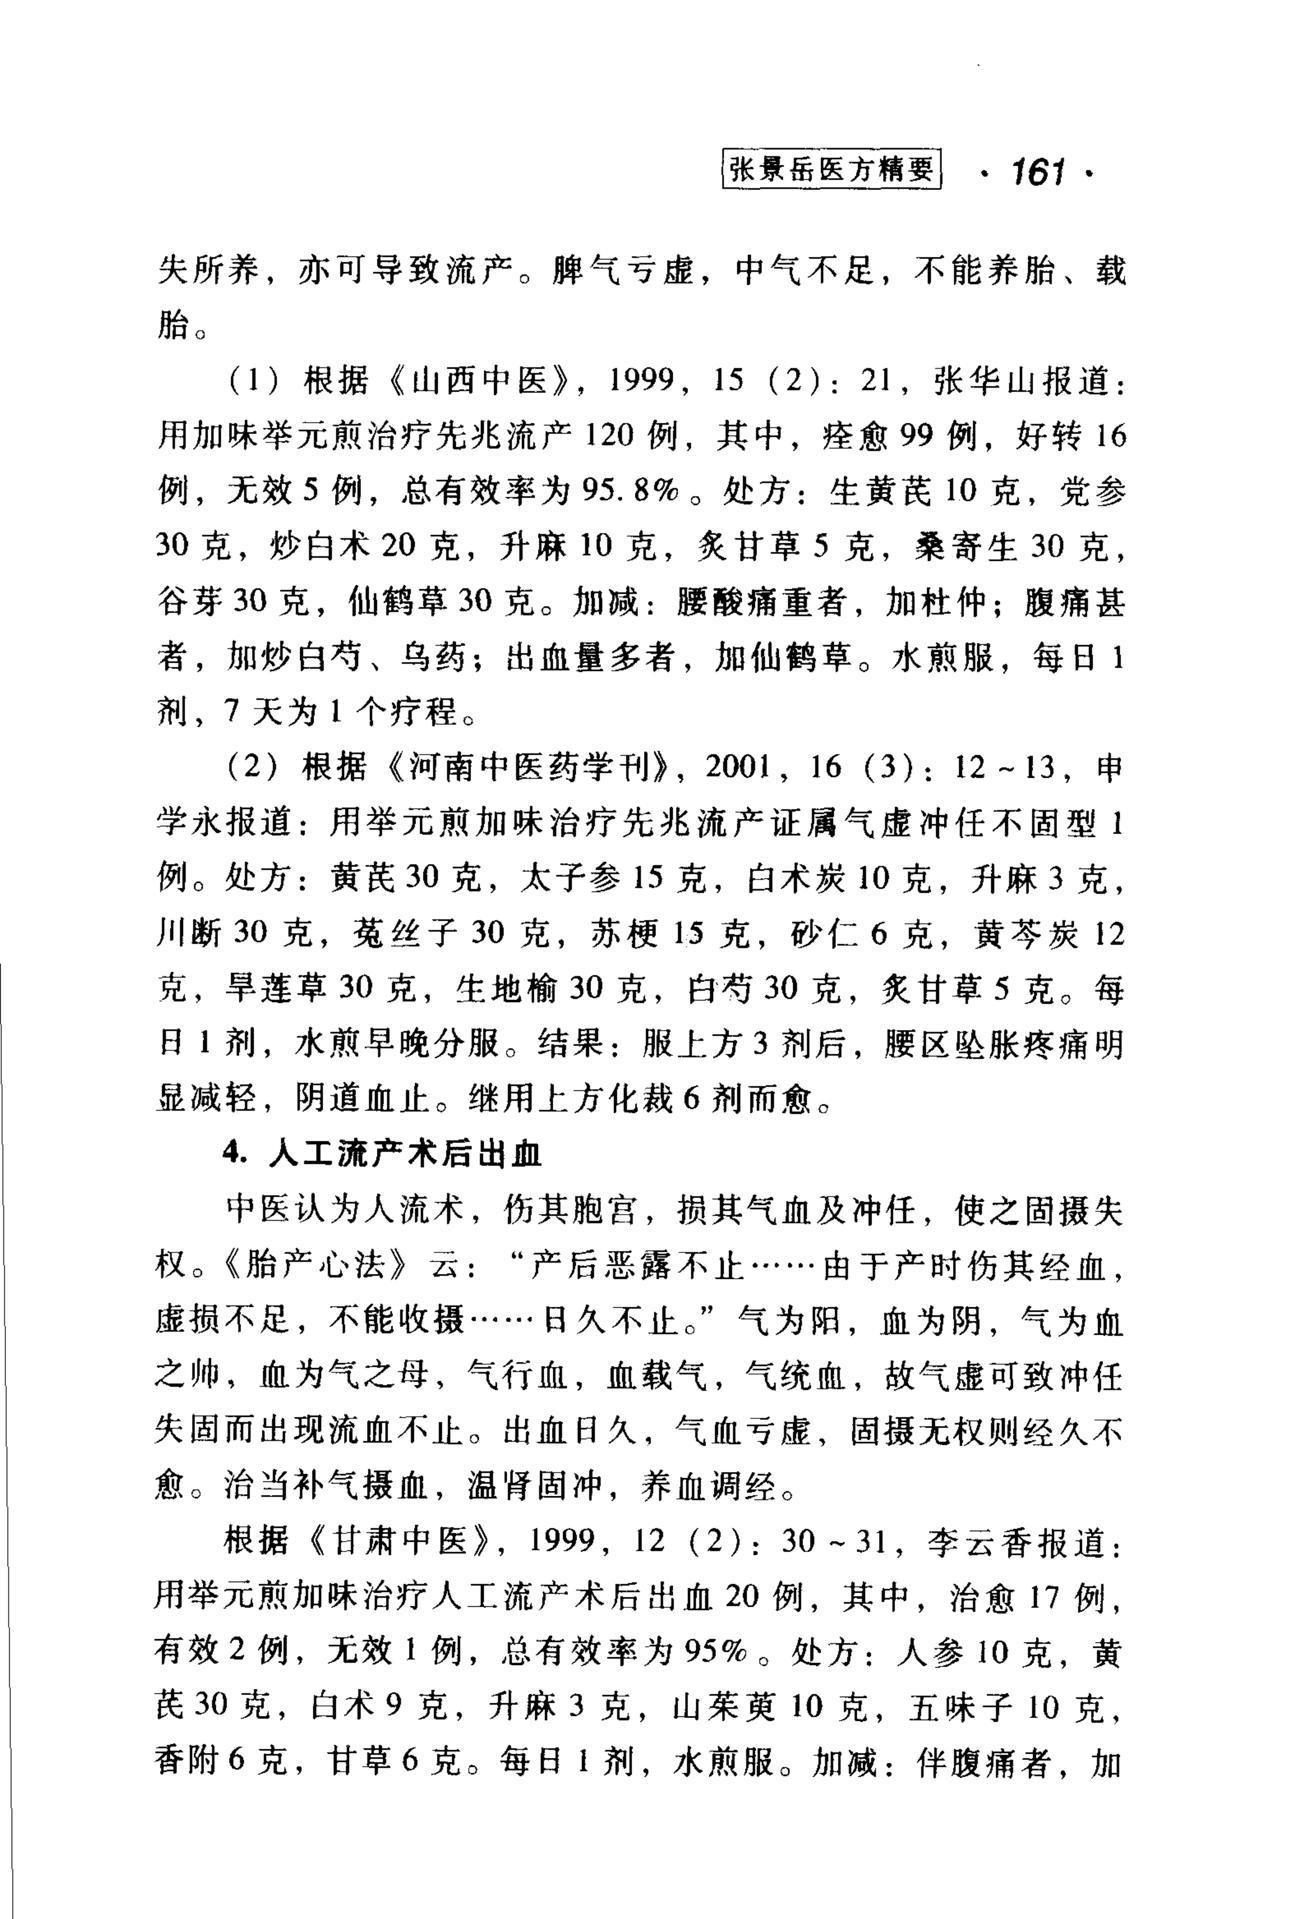 张景岳医方精要 · 161 ·
失所养，亦可导致流产。脾气亏虚，中气不足，不能养胎、载
胎。
(1) 根据《山西中医》，1999，15 (2)：21，张华山报道：
用加味举元煎治疗先兆流产 120 例，其中，痊愈 99 例，好转 16
例，无效 5 例，总有效率为 95.8%。处方：生黄芪 10 克，党参
30 克，炒白术 20 克，升麻 10 克，炙甘草 5 克，桑寄生 30 克，
谷芽 30 克，仙鹤草 30 克。加减：腰酸痛重者，加杜仲；腹痛甚
者，加炒白芍、乌药；出血量多者，加仙鹤草。水煎服，每日 1
剂，7 天为 1 个疗程。
(2) 根据《河南中医药学刊》，2001，16 (3)：12～13，申
学永报道：用举元煎加味治疗先兆流产证属气虚冲任不固型 1
例。处方：黄芪 30 克，太子参 15 克，白术炭 10 克，升麻 3 克，
川断 30 克，菟丝子 30 克，苏梗 15 克，砂仁 6 克，黄芩炭 12
克，旱莲草 30 克，生地榆 30 克，白芍 30 克，炙甘草 5 克。每
日 1 剂，水煎早晚分服。结果：服上方 3 剂后，腰区坠胀疼痛明
显减轻，阴道血止。继用上方化裁 6 剂而愈。
4. 人工流产术后出血
中医认为人流术，伤其胞宫，损其气血及冲任，使之固摄失
权。《胎产心法》云：“产后恶露不止……由于产时伤其经血，
虚损不足，不能收摄……日久不止。”气为阳，血为阴，气为血
之帅，血为气之母，气行血，血载气，气统血，故气虚可致冲任
失固而出现流血不止。出血日久，气血亏虚，固摄无权则经久不
愈。治当补气摄血，温肾固冲，养血调经。
根据《甘肃中医》，1999，12 (2)：30～31，李云香报道：
用举元煎加味治疗人工流产术后出血 20 例，其中，治愈 17 例，
有效 2 例，无效 1 例，总有效率为 95%。处方：人参 10 克，黄
芪 30 克，白术 9 克，升麻 3 克，山茱萸 10 克，五味子 10 克，
香附 6 克，甘草 6 克。每日 1 剂，水煎服。加减：伴腹痛者，加